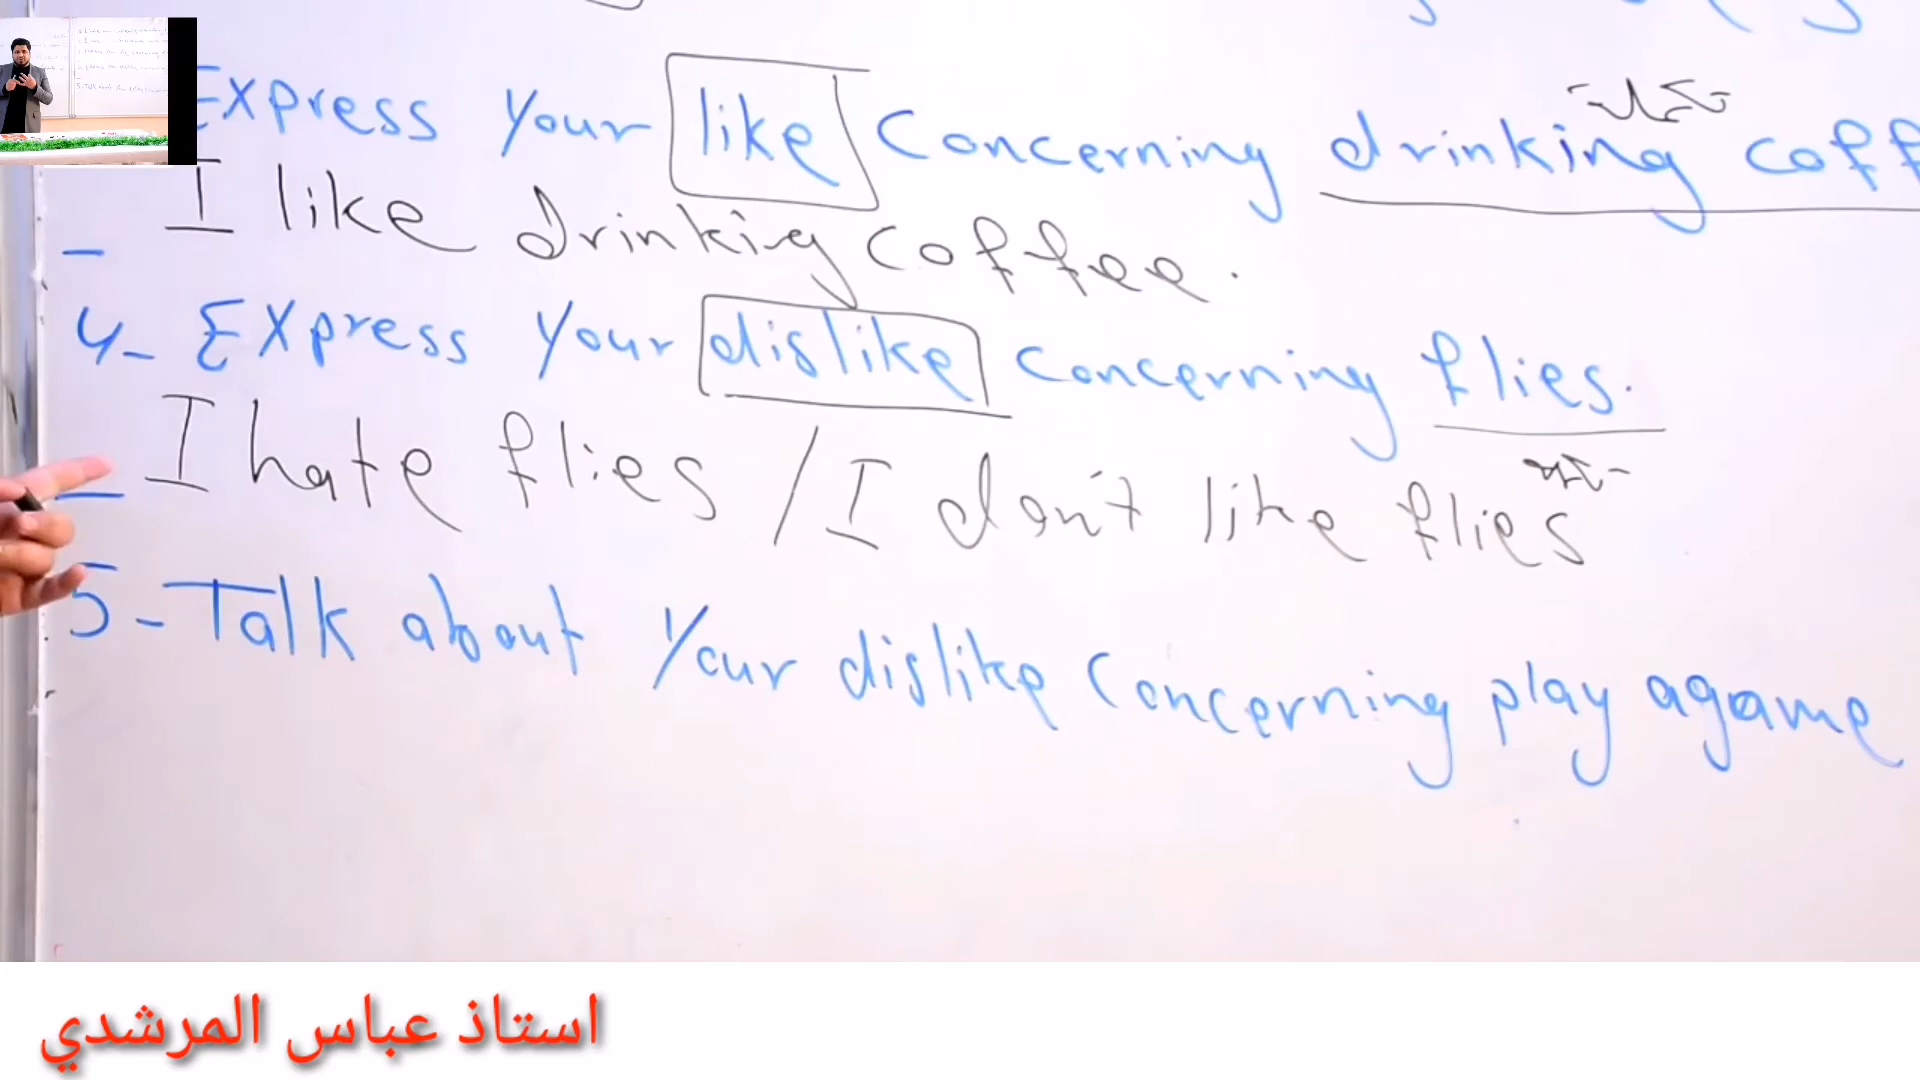 Express your like concerning drinking coff
I like drinking coffee.
-
4- Express your dislike concerning flies.
- I hate flies / I don't like flies
5- Talk about your dislike concerning play a game
استاذ عباس المرشدي